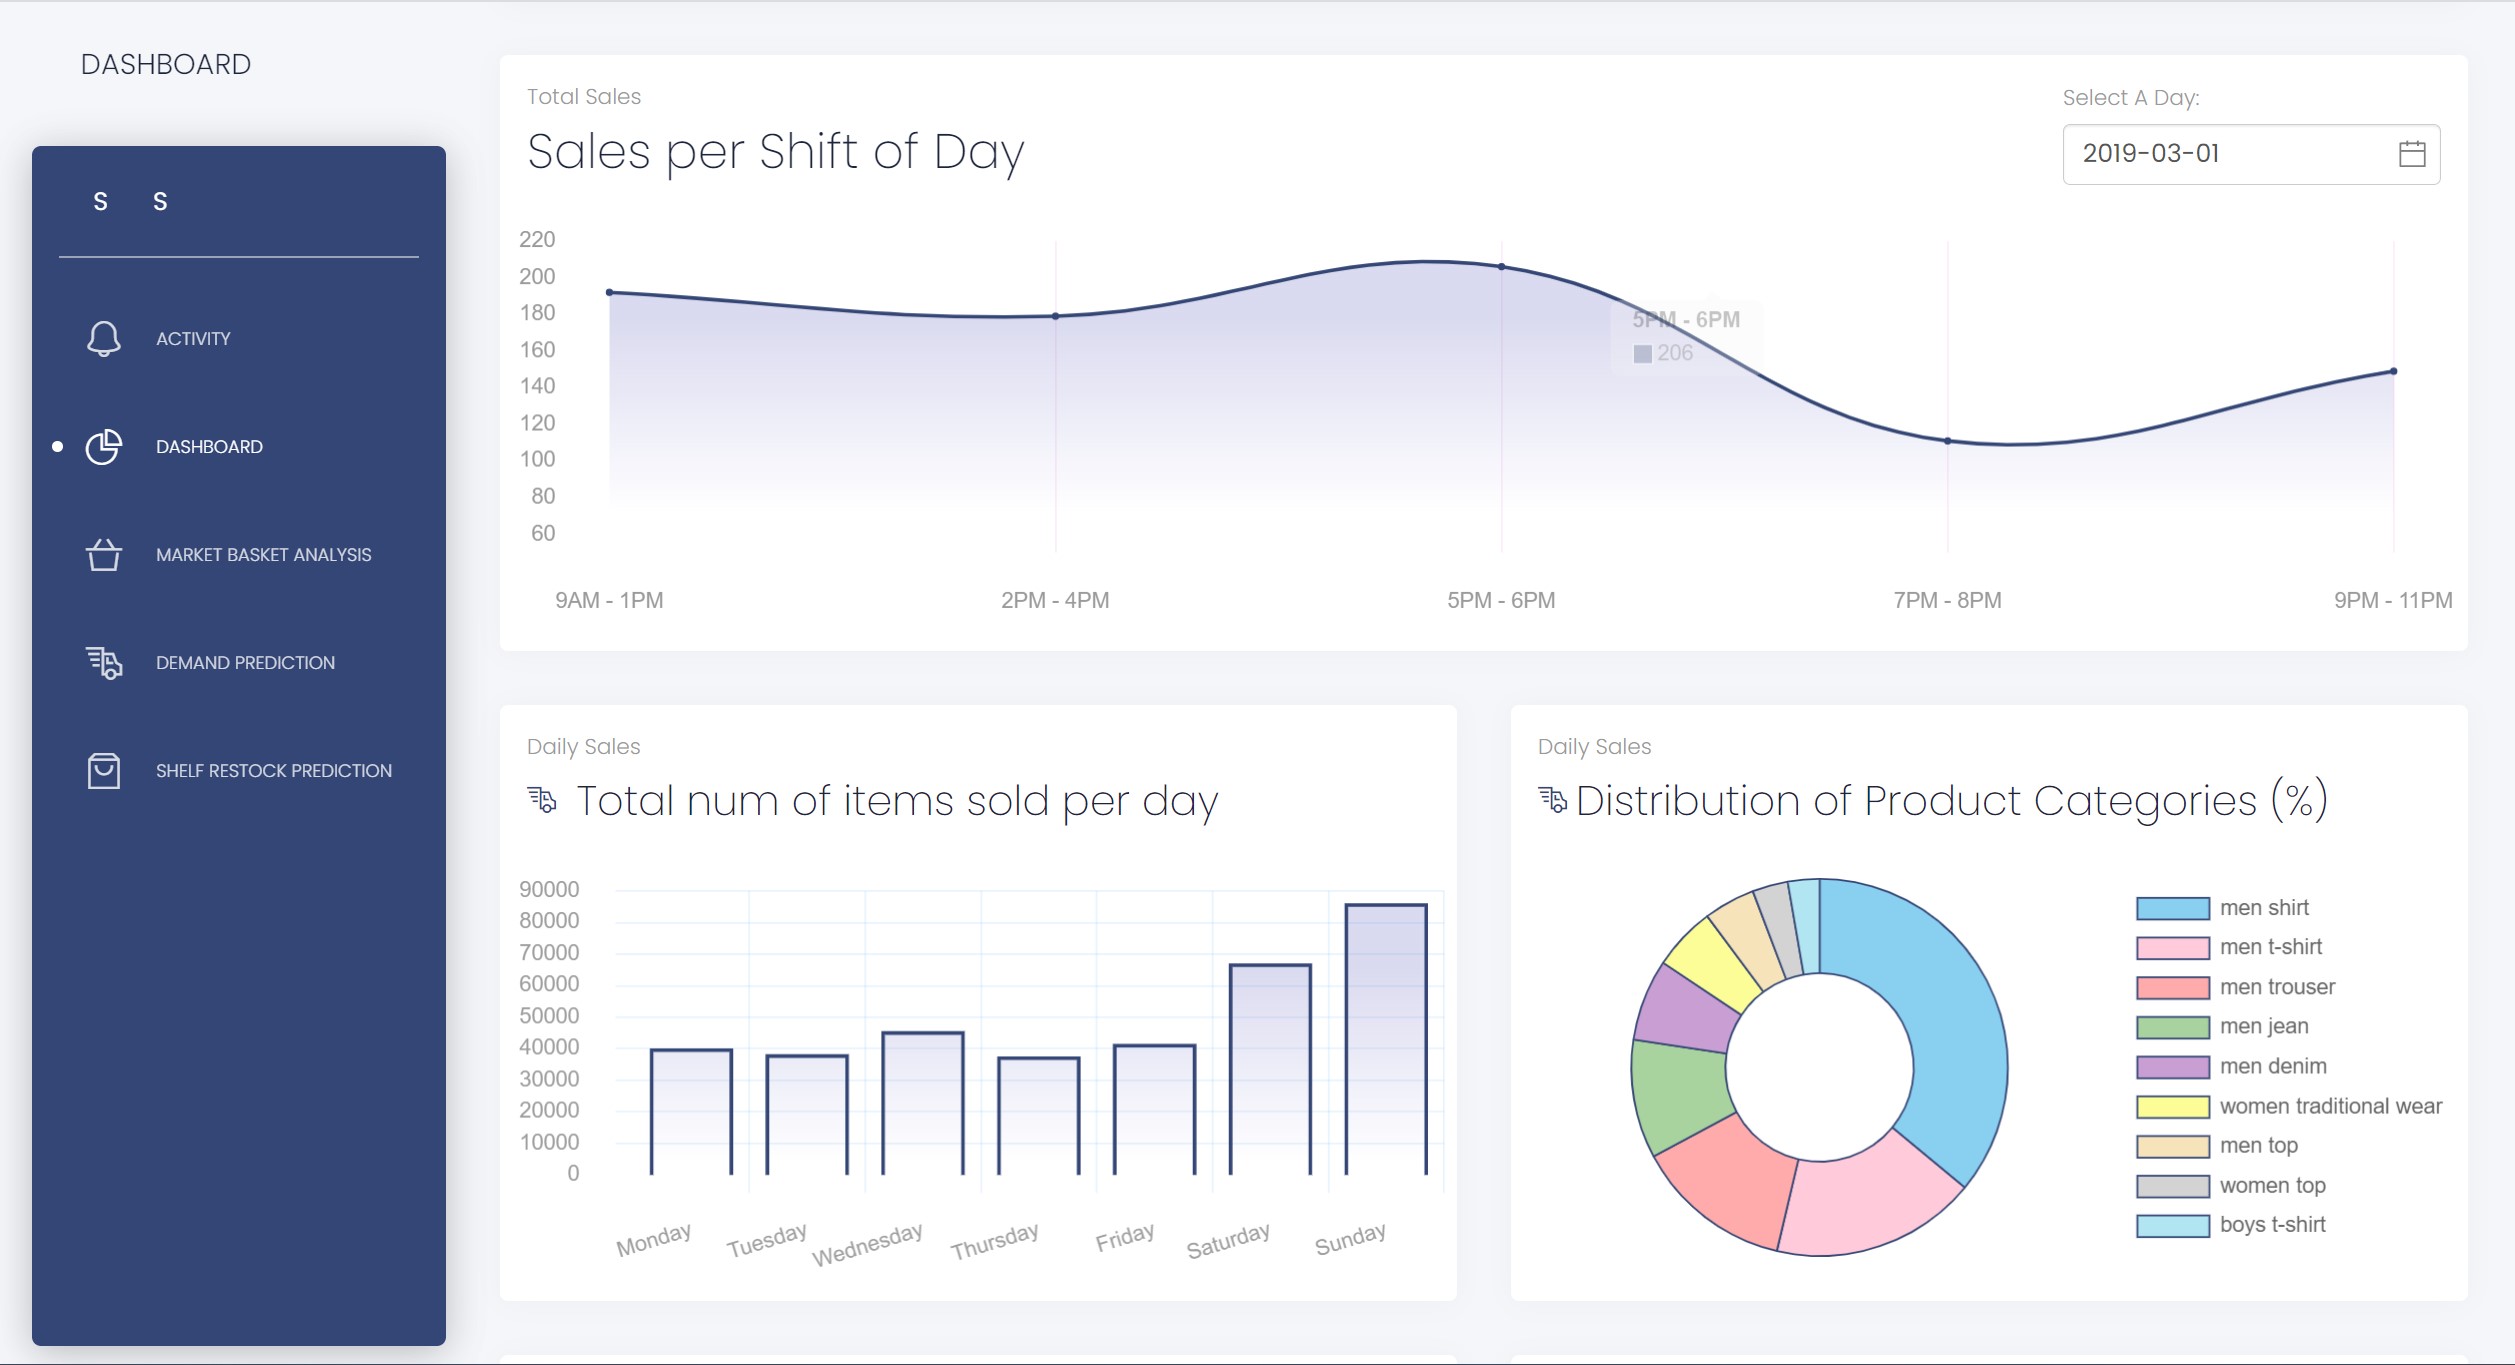 DASHBOARD
S S
ACTIVITY
DASHBOARD
MARKET BASKET ANALYSIS
DEMAND PREDICTION
SHELF RESTOCK PREDICTION
Total Sales
Sales per Shift of Day
Select A Day:
2019-03-01
220
200
180
160
140
120
100
80
60
5PM - 6PM
206
9AM - 1PM 2PM - 4PM 5PM - 6PM 7PM - 8PM 9PM - 11PM
Daily Sales
Total num of items sold per day
90000
80000
70000
60000
50000
40000
30000
20000
10000
0
Monday Tuesday Wednesday Thursday Friday Saturday Sunday
Daily Sales
Distribution of Product Categories (%)
men shirt
men t-shirt
men trouser
men jean
men denim
women traditional wear
men top
women top
boys t-shirt